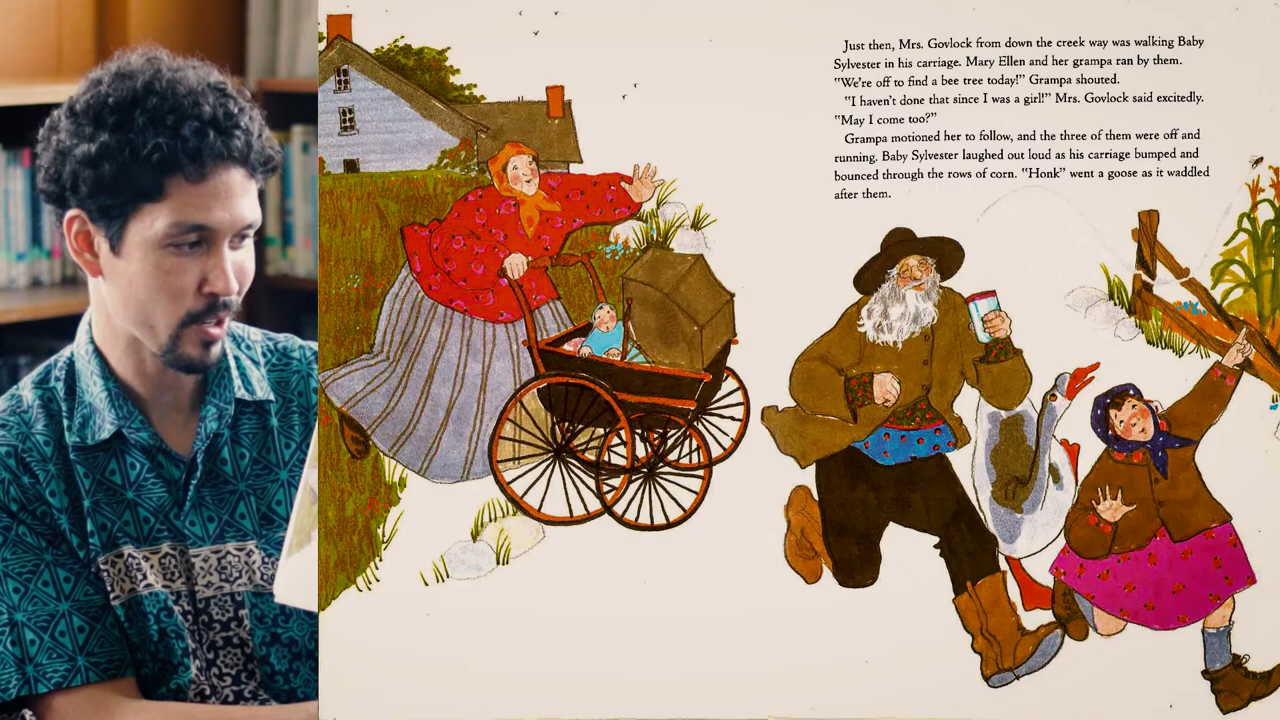 Just then, Mrs. Govlock from down the creek way was walking Baby
Sylvester in his carriage. Mary Ellen and her grampa ran by them.
"We're off to find a bee tree today!" Grampa shouted.
"I haven't done that since I was a girl!" Mrs. Govlock said excitedly.
"May I come too?"
Grampa motioned her to follow, and the three of them were off and
running. Baby Sylvester laughed out loud as his carriage bumped and
bounced through the rows of corn. "Honk" went a goose as it waddled
after them.